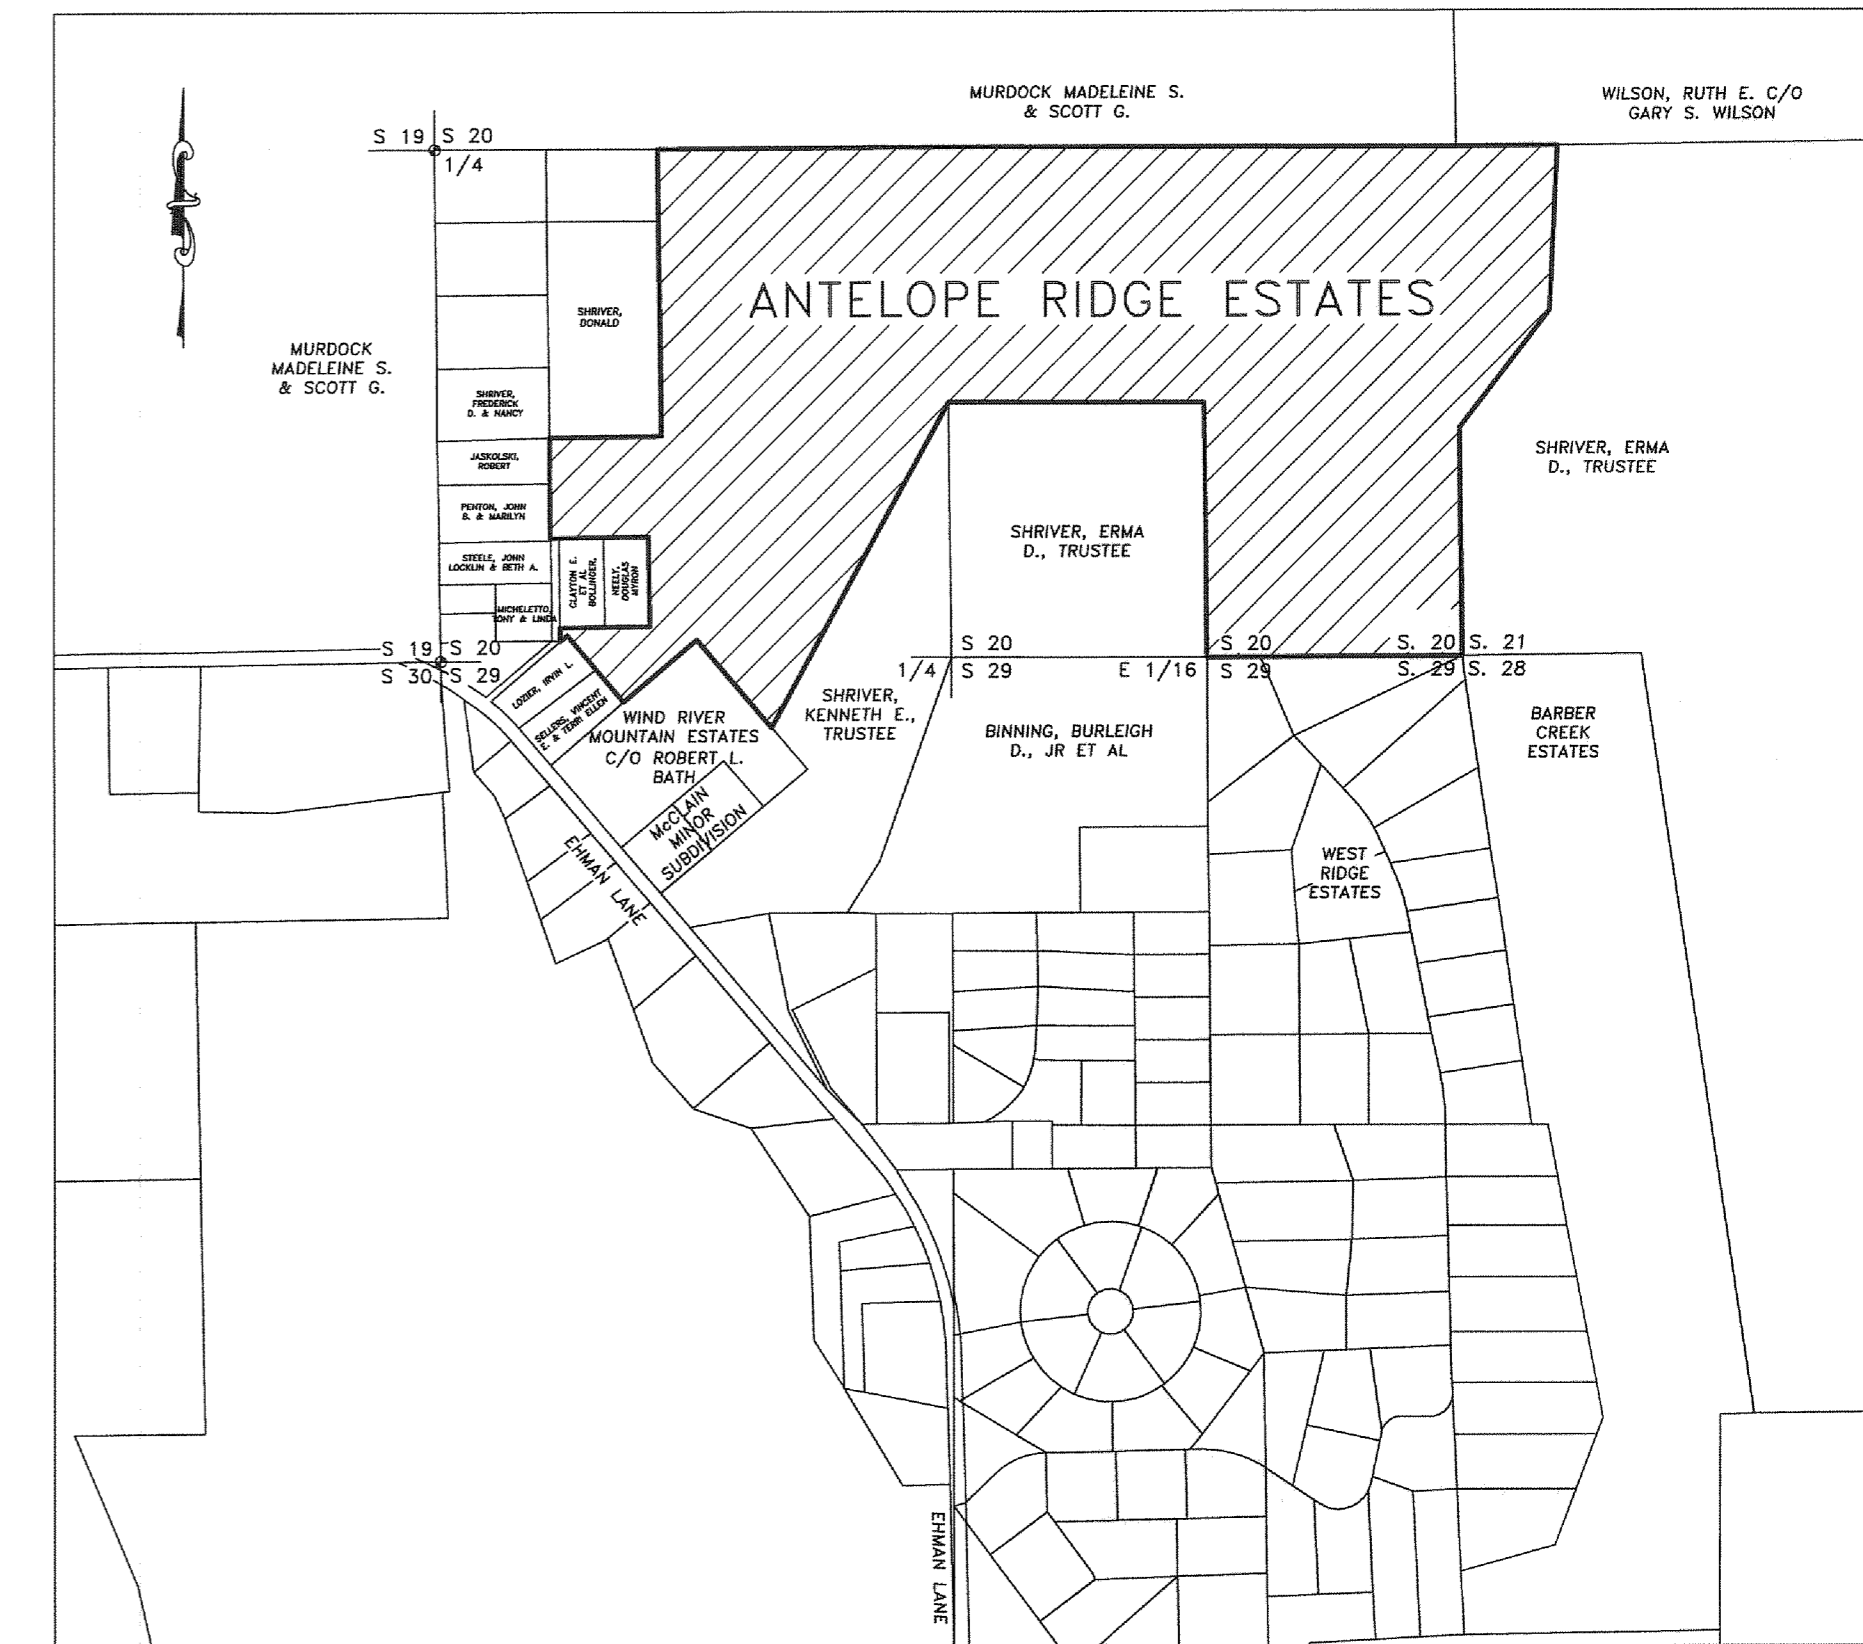 MURDOCK MADELEINE S.
& SCOTT G.
WILSON, RUTH E. C/O
GARY S. WILSON
S 19
S 20
1/4
ANTELOPE RIDGE ESTATES
SHRIVER,
DONALD
MURDOCK
MADELEINE S.
& SCOTT G.
SHRIVER,
FREDERICK
D. & NANCY
JASKOLSKI,
ROBERT
PENTON, JOHN
B. & MARILYN
STEELE, JOHN
LOCKLIN & BETH A.
CLAYTON E.
ET AL
BOLLINGER,
NEELY,
DOUGLAS
MYRON
MICHELETTO,
TONY & LINDA
SHRIVER, ERMA
D., TRUSTEE
SHRIVER, ERMA
D., TRUSTEE
S 19
S 20
S 30
S 29
S 20
1/4
S 29
S 20
E 1/16
S 29
S. 20
S. 21
S. 29
S. 28
LOZIER, IRVIN L.
SELLERS, VINCENT
E. & TERRI ELLEN
WIND RIVER
MOUNTAIN ESTATES
C/O ROBERT L.
BATH
SHRIVER,
KENNETH E.,
TRUSTEE
BINNING, BURLEIGH
D., JR ET AL
BARBER
CREEK
ESTATES
McCLAIN
MINOR
SUBDIVISION
EHMAN LANE
WEST
RIDGE
ESTATES
EHMAN LANE